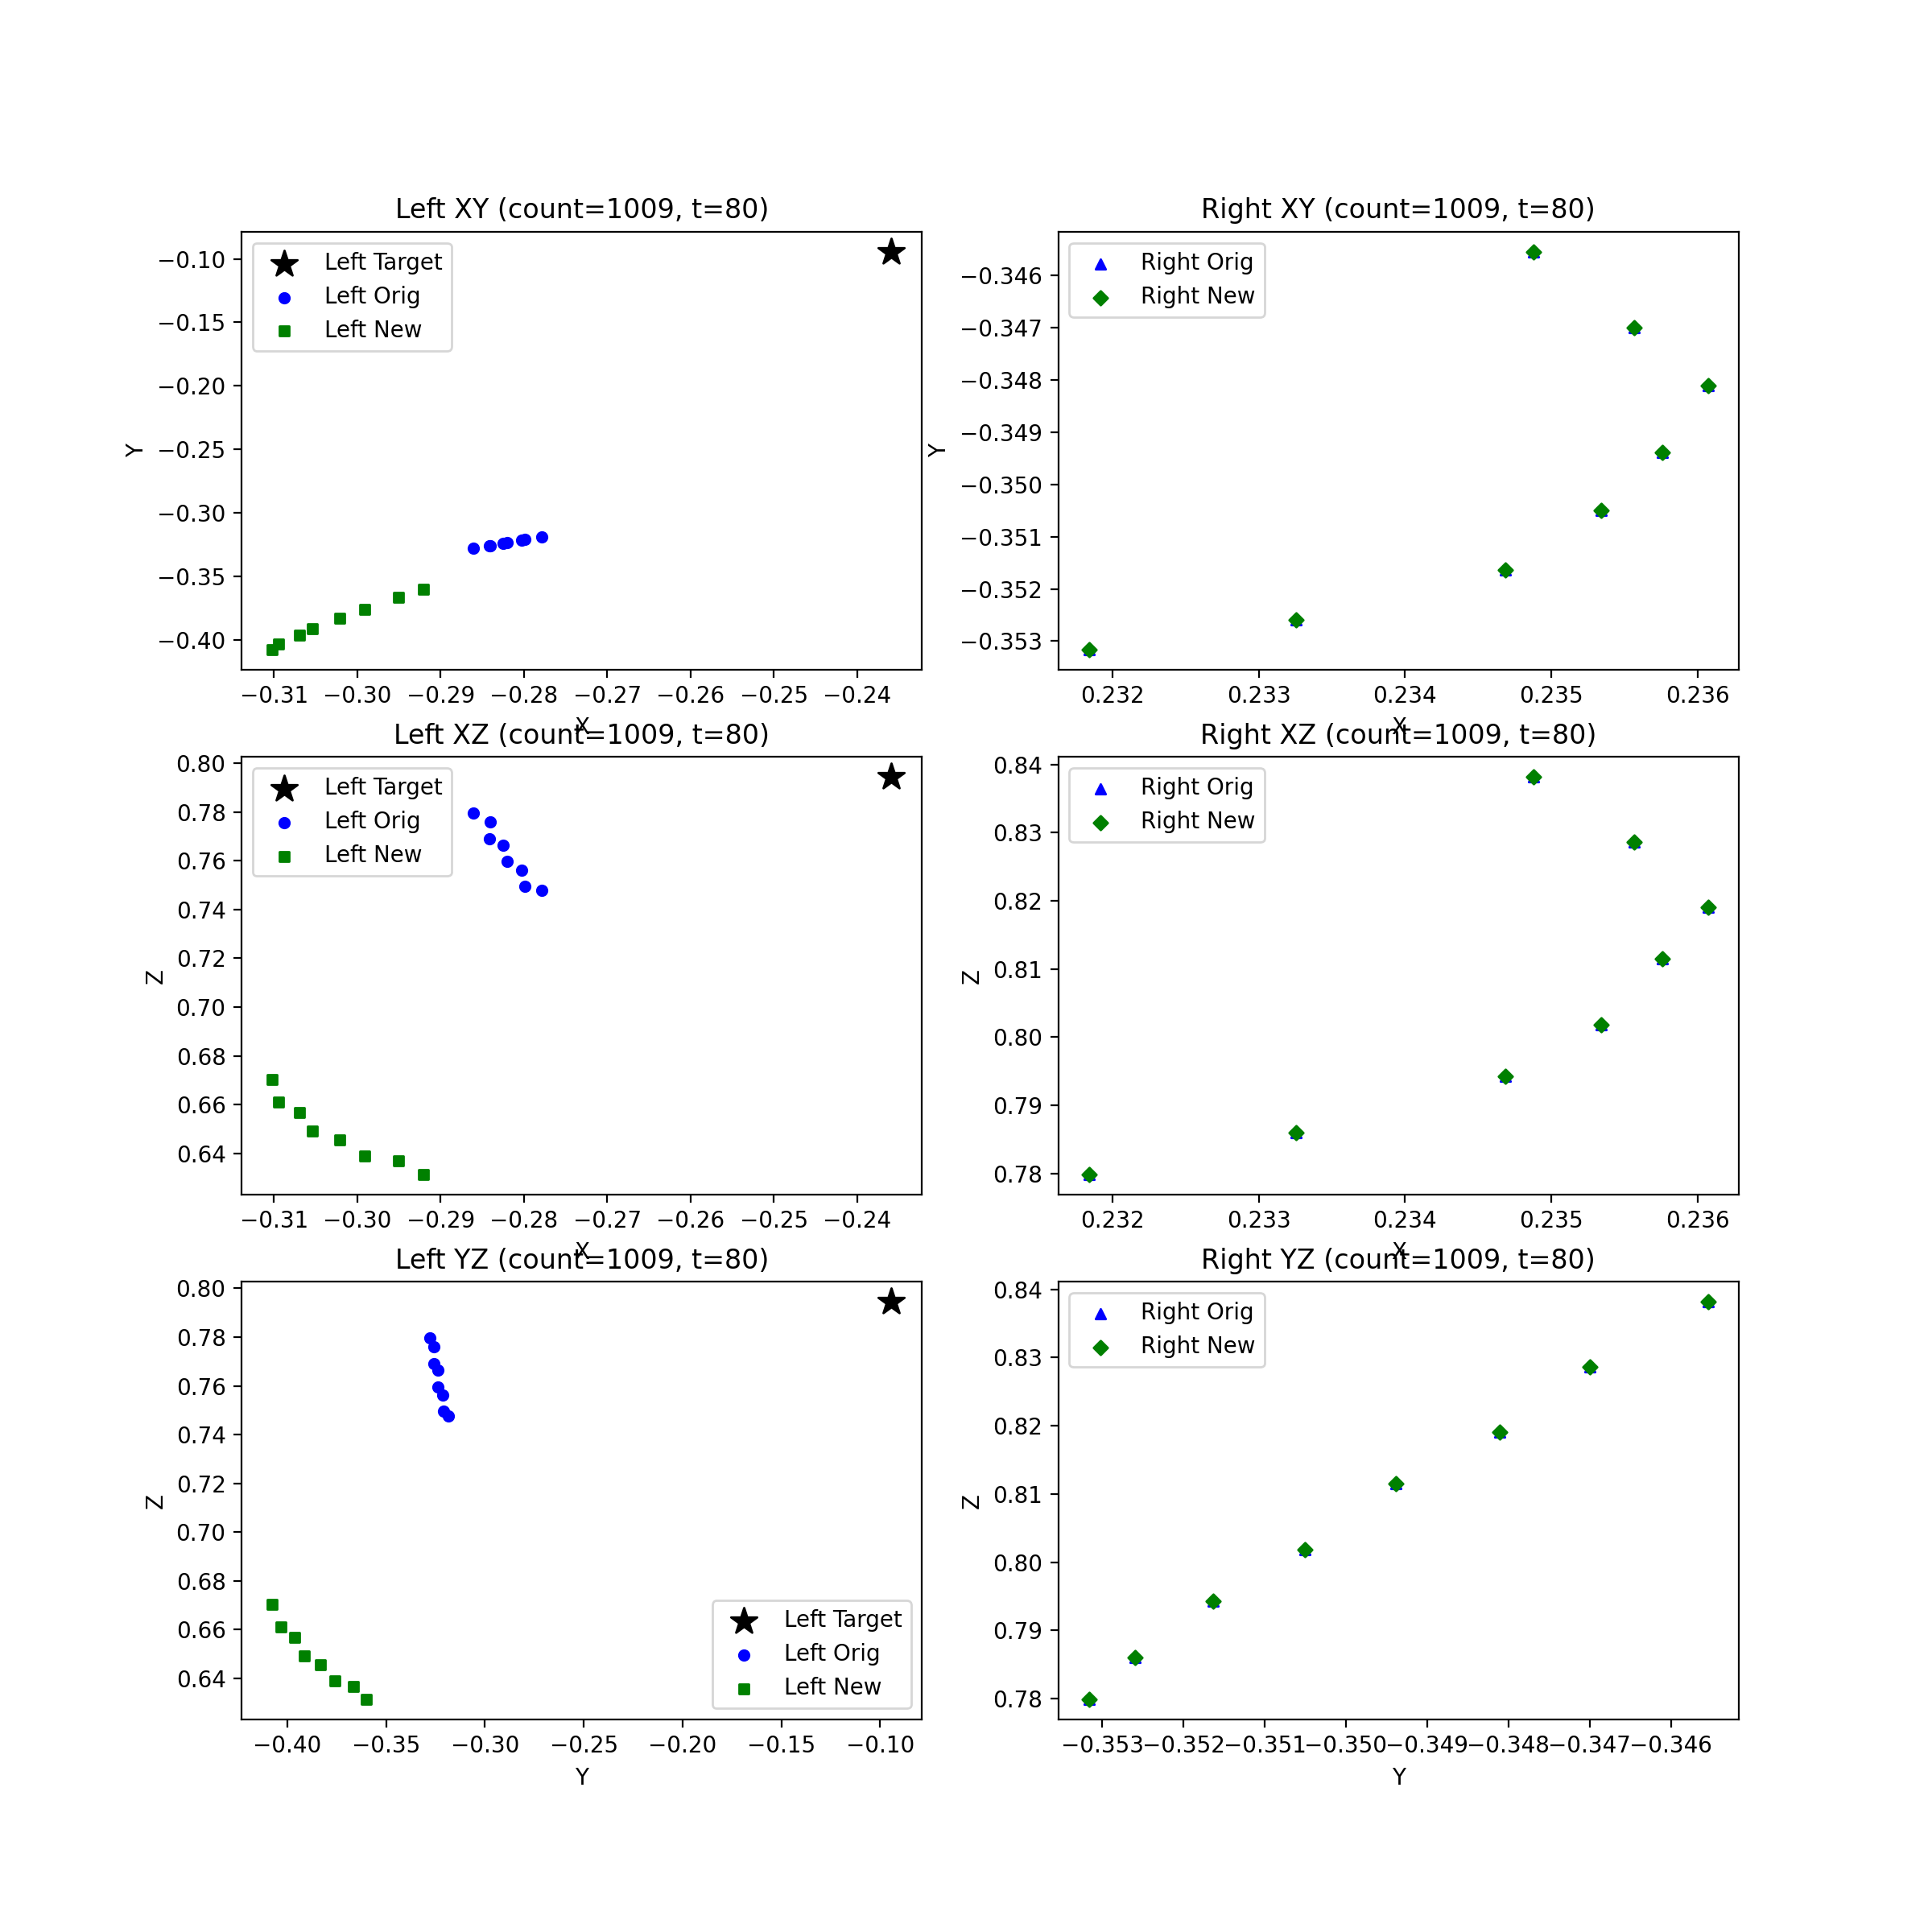 Left XY (count=1009, t=80)
Left Target
Left Orig
Left New
Y
−0.10
−0.15
−0.20
−0.25
−0.30
−0.35
−0.40
−0.31 −0.30 −0.29 −0.28 −0.27 −0.26 −0.25 −0.24
X
Right XY (count=1009, t=80)
Right Orig
Right New
Y
−0.346
−0.347
−0.348
−0.349
−0.350
−0.351
−0.352
−0.353
0.232 0.233 0.234 0.235 0.236
X
Left XZ (count=1009, t=80)
Left Target
Left Orig
Left New
Z
0.80
0.78
0.76
0.74
0.72
0.70
0.68
0.66
0.64
−0.31 −0.30 −0.29 −0.28 −0.27 −0.26 −0.25 −0.24
X
Right XZ (count=1009, t=80)
Right Orig
Right New
Z
0.84
0.83
0.82
0.81
0.80
0.79
0.78
0.232 0.233 0.234 0.235 0.236
X
Left YZ (count=1009, t=80)
Left Target
Left Orig
Left New
Z
0.80
0.78
0.76
0.74
0.72
0.70
0.68
0.66
0.64
−0.40 −0.35 −0.30 −0.25 −0.20 −0.15 −0.10
Y
Right YZ (count=1009, t=80)
Right Orig
Right New
Z
0.84
0.83
0.82
0.81
0.80
0.79
0.78
−0.353 −0.352 −0.351 −0.350 −0.349 −0.348 −0.347 −0.346
Y